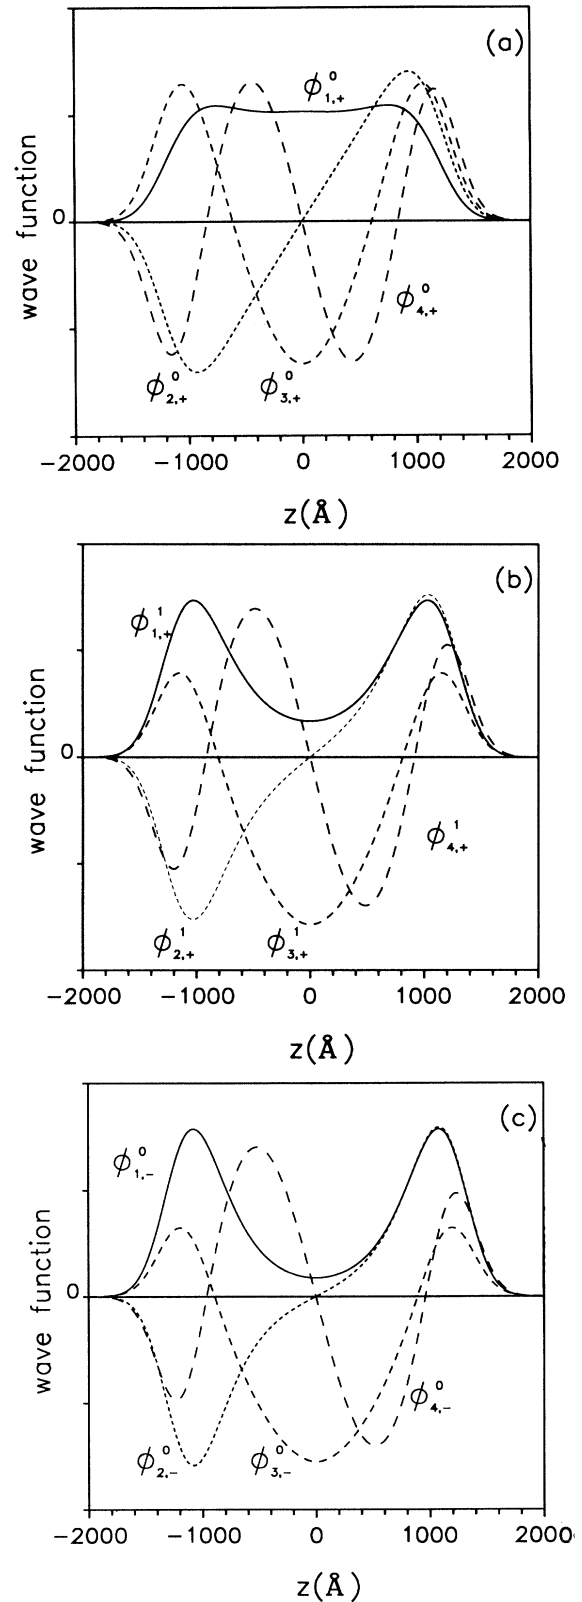 (a)
ϕ⁰₁,₊
wave function
0
ϕ⁰₄,₊
ϕ⁰₂,₊ ϕ⁰₃,₊
−2000 −1000 0 1000 2000
z(Å)
(b)
ϕ¹₁,₊
wave function
0
ϕ¹₄,₊
ϕ¹₂,₊ ϕ¹₃,₊
−2000 −1000 0 1000 2000
z(Å)
(c)
ϕ⁰₁,₋
wave function
0
ϕ⁰₄,₋
ϕ⁰₂,₋ ϕ⁰₃,₋
−2000 −1000 0 1000 2000
z(Å)